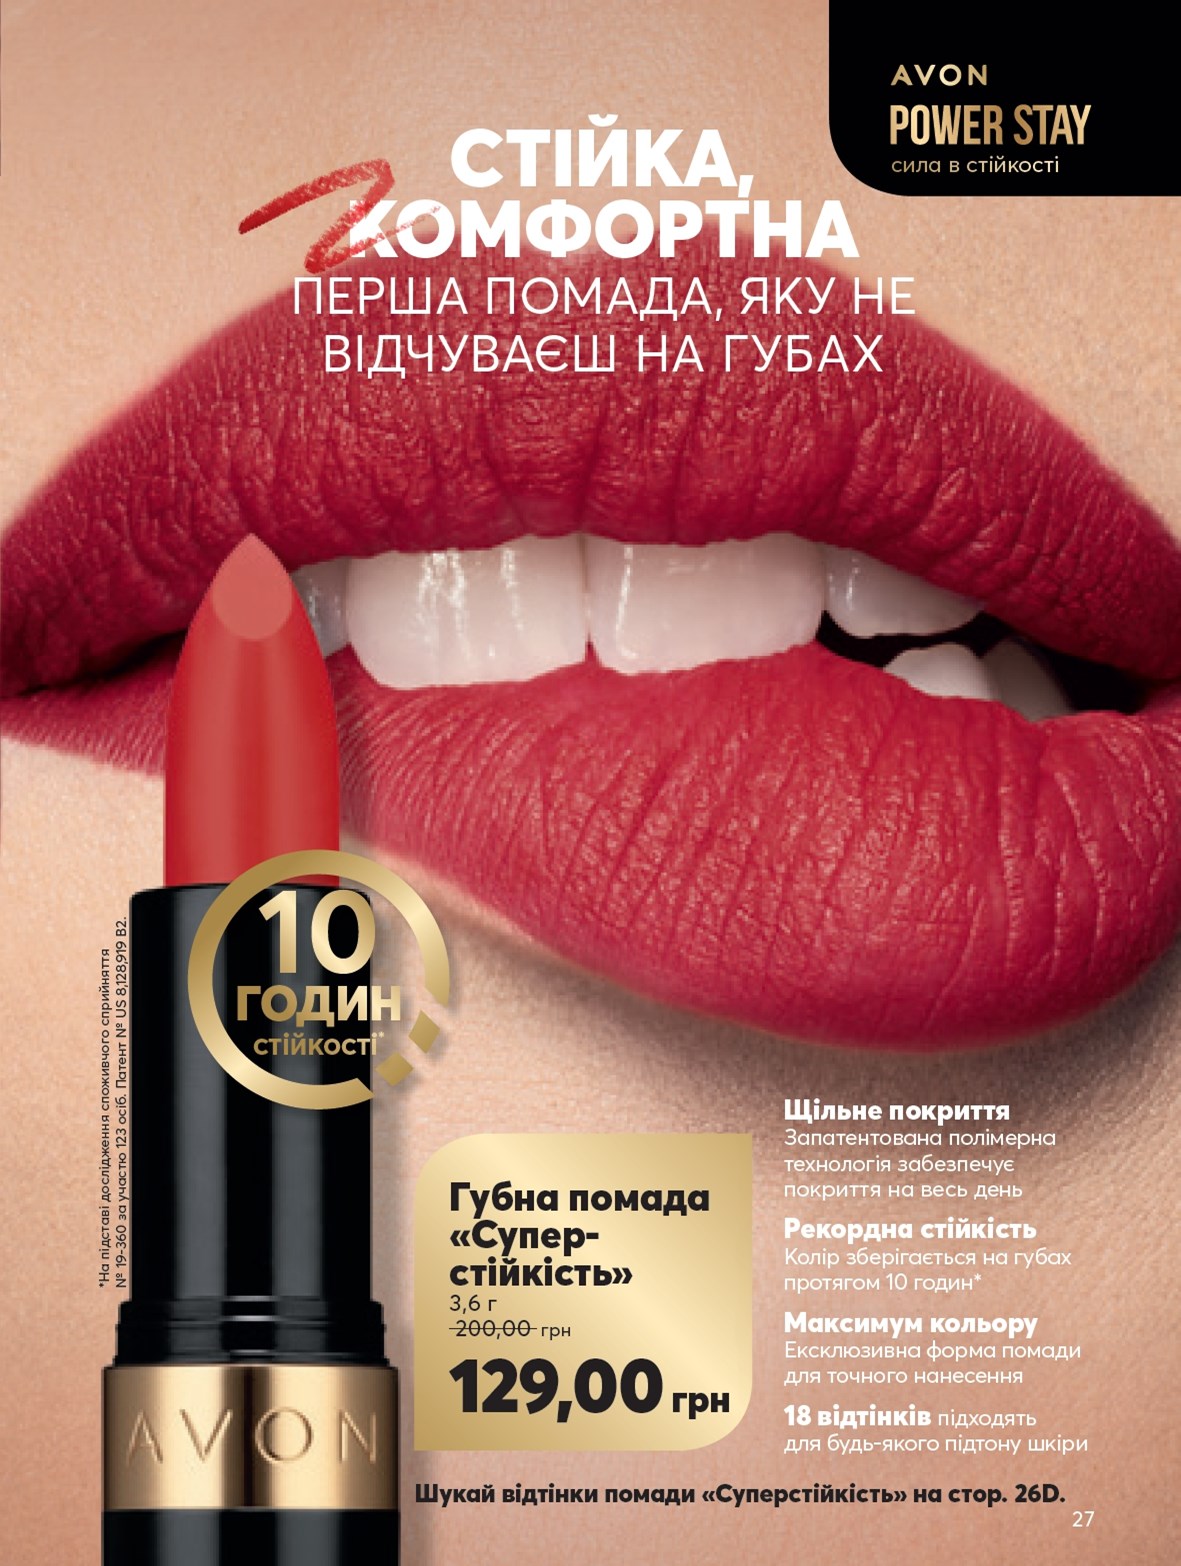 AVON
POWER STAY
сила в стійкості
СТІЙКА,
КОМФОРТНА
ПЕРША ПОМАДА, ЯКУ НЕ
ВІДЧУВАЄШ НА ГУБАХ
10
ГОДИН
стійкості*
*На підставі дослідження споживчого сприйняття
№ 19-360 за участю 123 осіб. Патент № US 8,128,919 B2.
Губна помада
«Супер-
стійкість»
3,6 г
200,00 грн
129,00 грн
Щільне покриття
Запатентована полімерна
технологія забезпечує
покриття на весь день
Рекордна стійкість
Колір зберігається на губах
протягом 10 годин*
Максимум кольору
Ексклюзивна форма помади
для точного нанесення
18 відтінків підходять
для будь-якого підтону шкіри
AVON
Шукай відтінки помади «Суперстійкість» на стор. 26D.
27